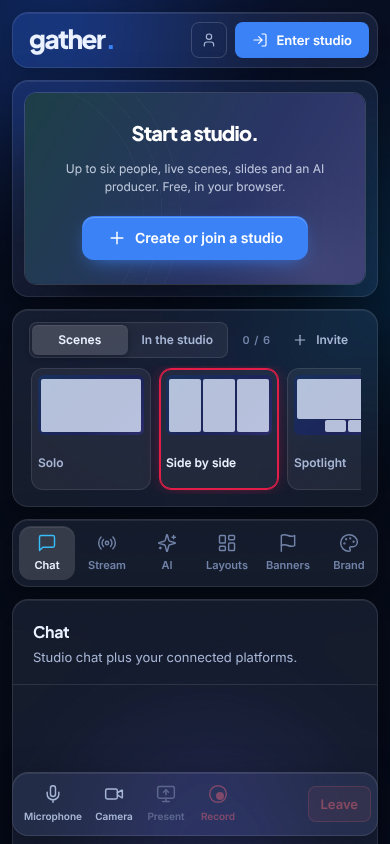 gather.
Enter studio
Start a studio.
Up to six people, live scenes, slides and an AI
producer. Free, in your browser.
Create or join a studio
Scenes
In the studio
0 / 6
Invite
Solo
Side by side
Spotlight
Chat
Stream
AI
Layouts
Banners
Brand
Chat
Studio chat plus your connected platforms.
Microphone
Camera
Present
Record
Leave